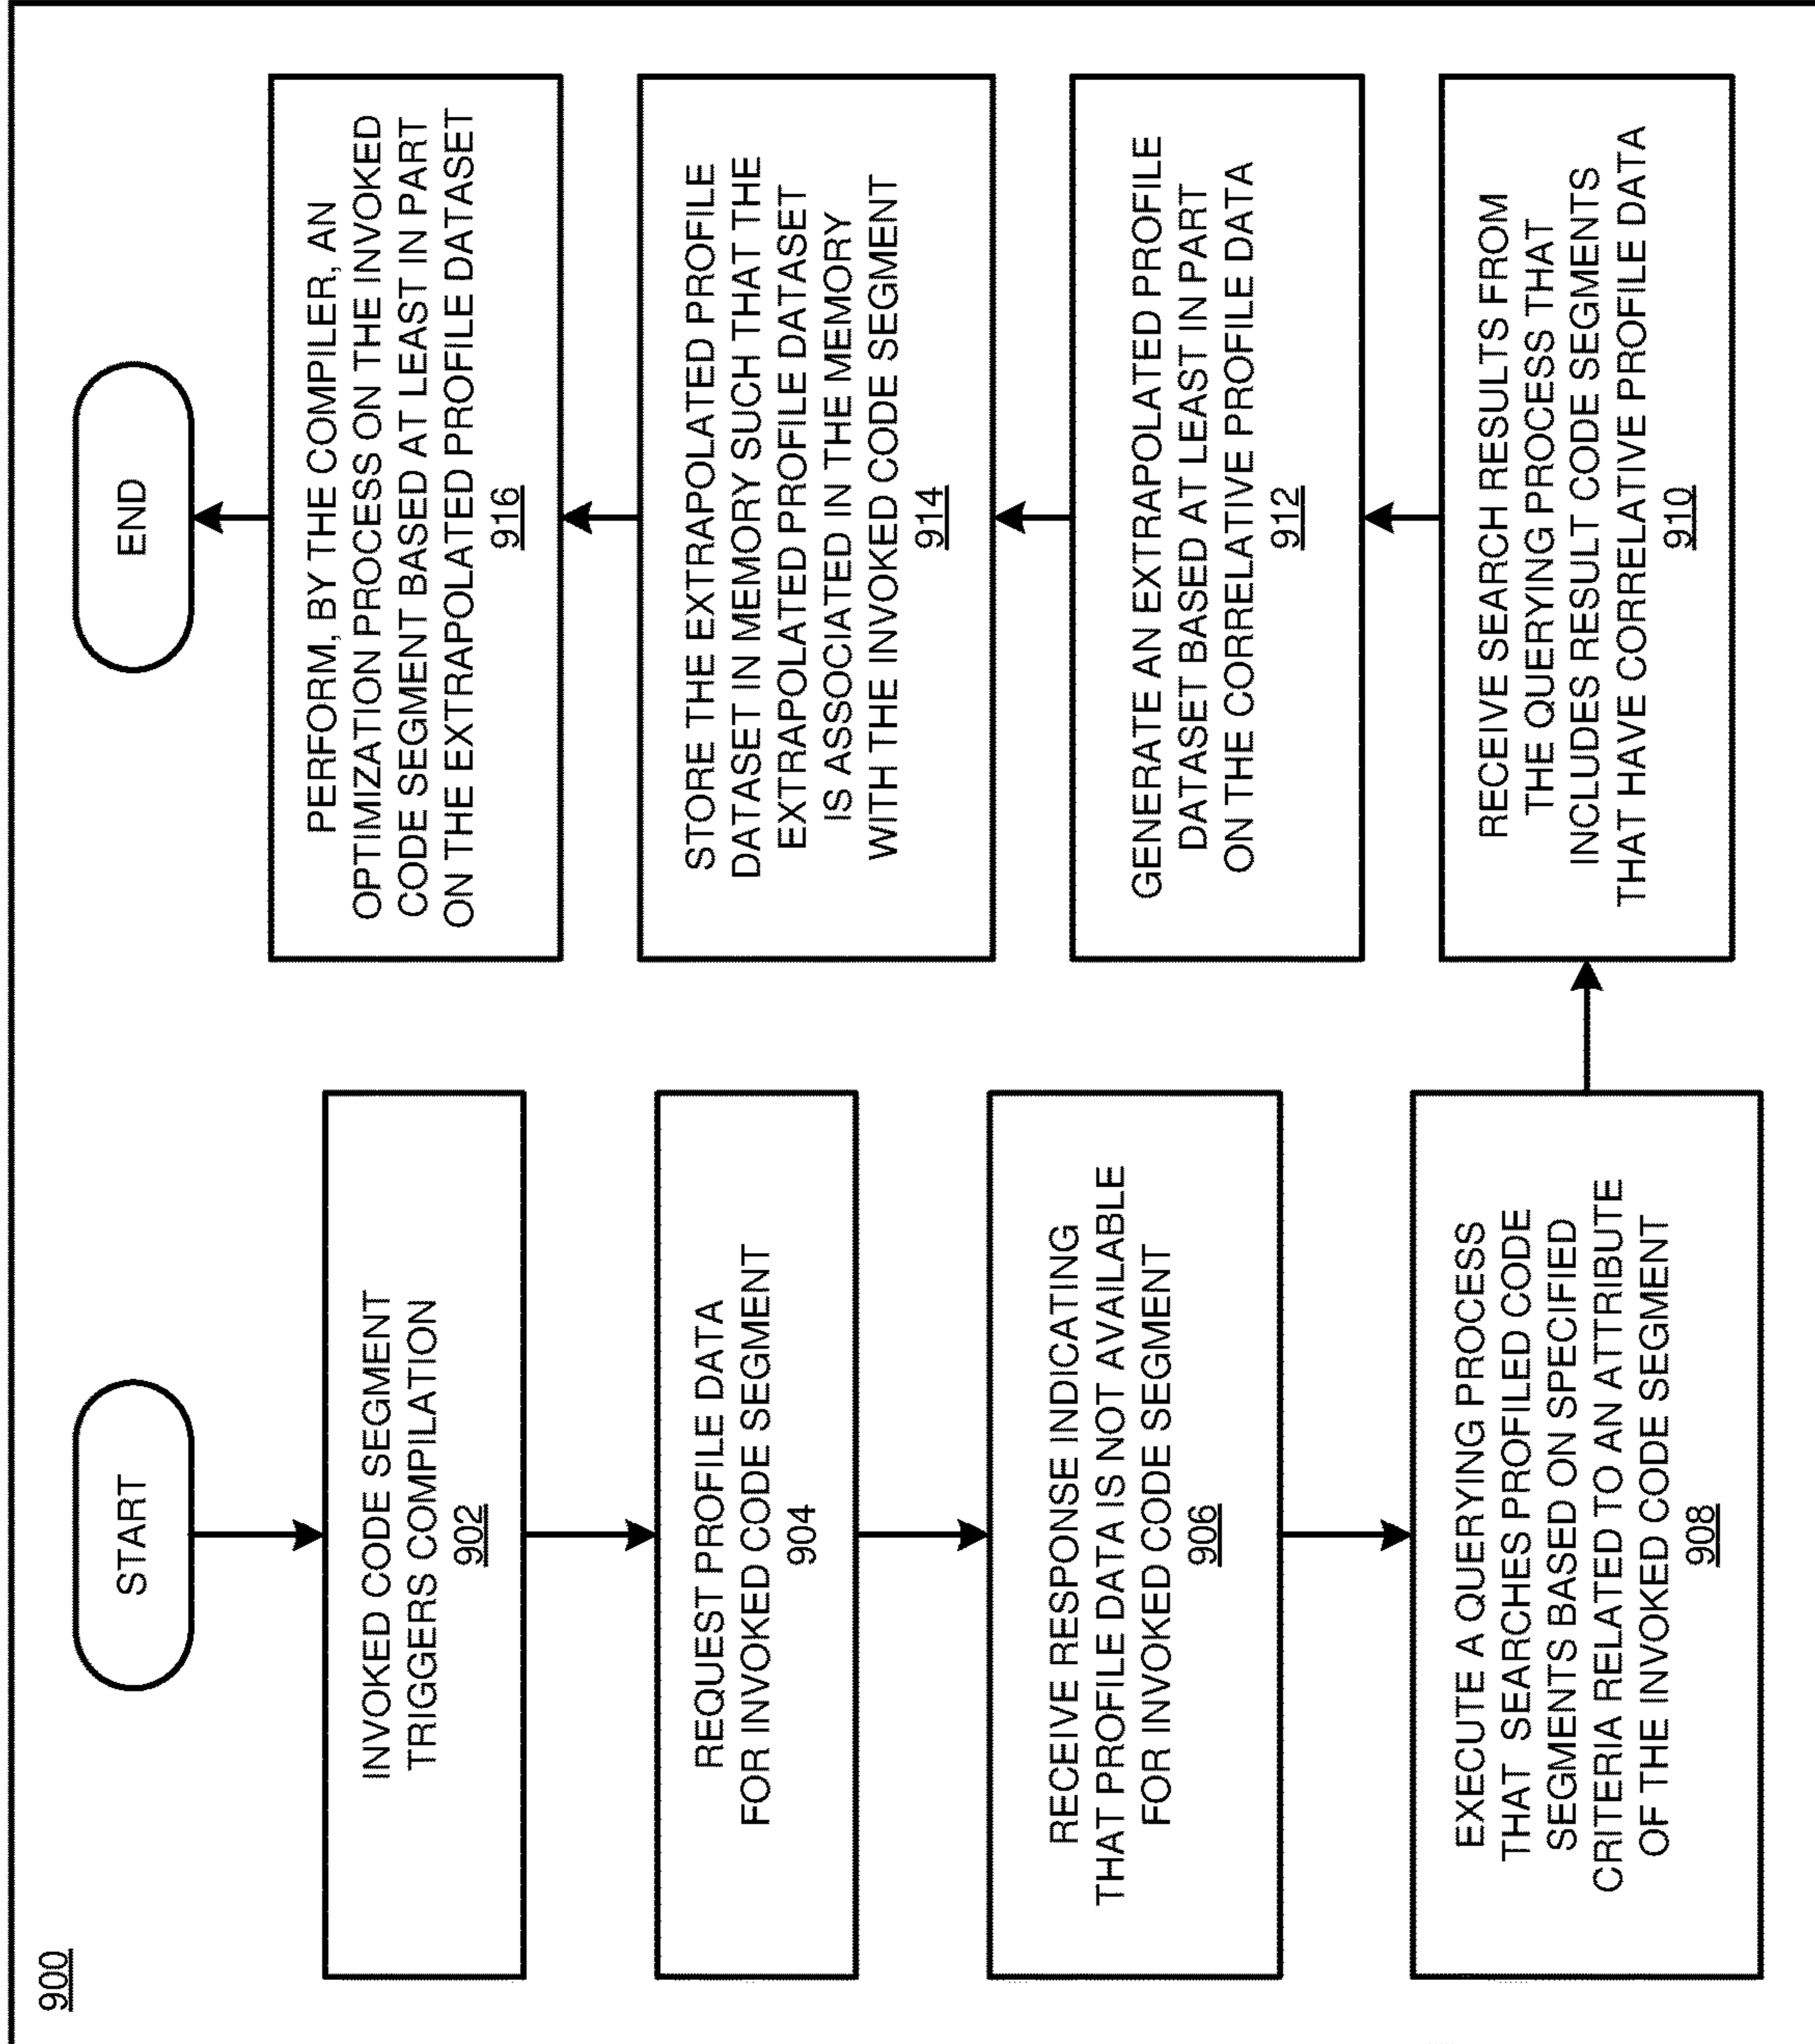 900
START
INVOKED CODE SEGMENT
TRIGGERS COMPILATION
902
REQUEST PROFILE DATA
FOR INVOKED CODE SEGMENT
904
RECEIVE RESPONSE INDICATING
THAT PROFILE DATA IS NOT AVAILABLE
FOR INVOKED CODE SEGMENT
906
EXECUTE A QUERYING PROCESS
THAT SEARCHES PROFILED CODE
SEGMENTS BASED ON SPECIFIED
CRITERIA RELATED TO AN ATTRIBUTE
OF THE INVOKED CODE SEGMENT
908
RECEIVE SEARCH RESULTS FROM
THE QUERYING PROCESS THAT
INCLUDES RESULT CODE SEGMENTS
THAT HAVE CORRELATIVE PROFILE DATA
910
GENERATE AN EXTRAPOLATED PROFILE
DATASET BASED AT LEAST IN PART
ON THE CORRELATIVE PROFILE DATA
912
STORE THE EXTRAPOLATED PROFILE
DATASET IN MEMORY SUCH THAT THE
EXTRAPOLATED PROFILE DATASET
IS ASSOCIATED IN THE MEMORY
WITH THE INVOKED CODE SEGMENT
914
PERFORM, BY THE COMPILER, AN
OPTIMIZATION PROCESS ON THE INVOKED
CODE SEGMENT BASED AT LEAST IN PART
ON THE EXTRAPOLATED PROFILE DATASET
916
END